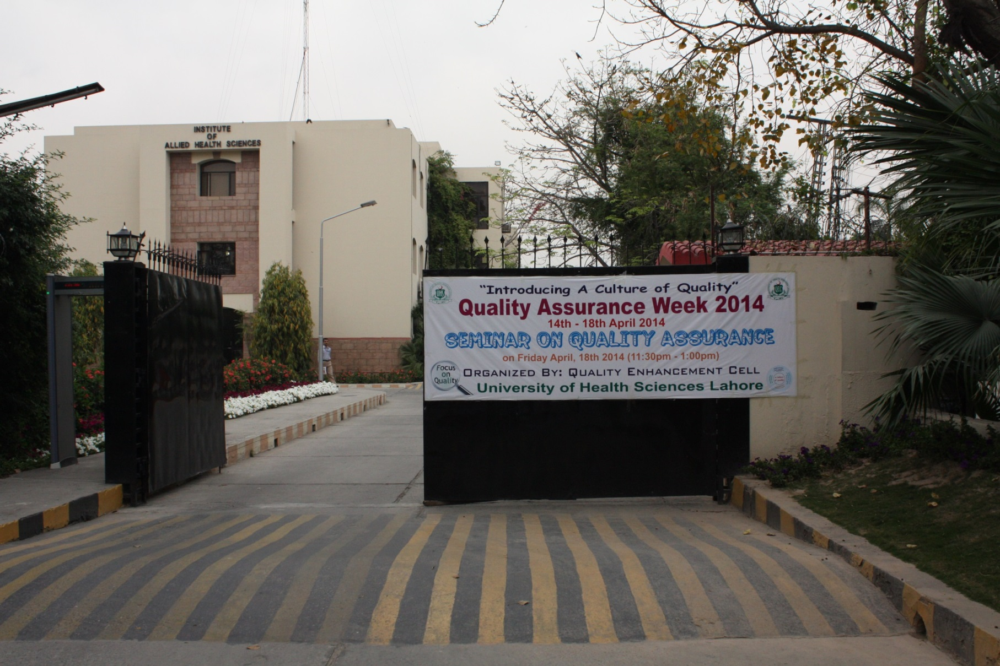 INSTITUTE
OF
ALLIED HEALTH SCIENCES
"Introducing A Culture of Quality"
Quality Assurance Week 2014
14th - 18th April 2014
SEMINAR ON QUALITY ASSURANCE
on Friday April, 18th 2014 (11:30pm - 1:00pm)
ORGANIZED BY: QUALITY ENHANCEMENT CELL
University of Health Sciences Lahore
UHS
QEC
Focus
on
Quality